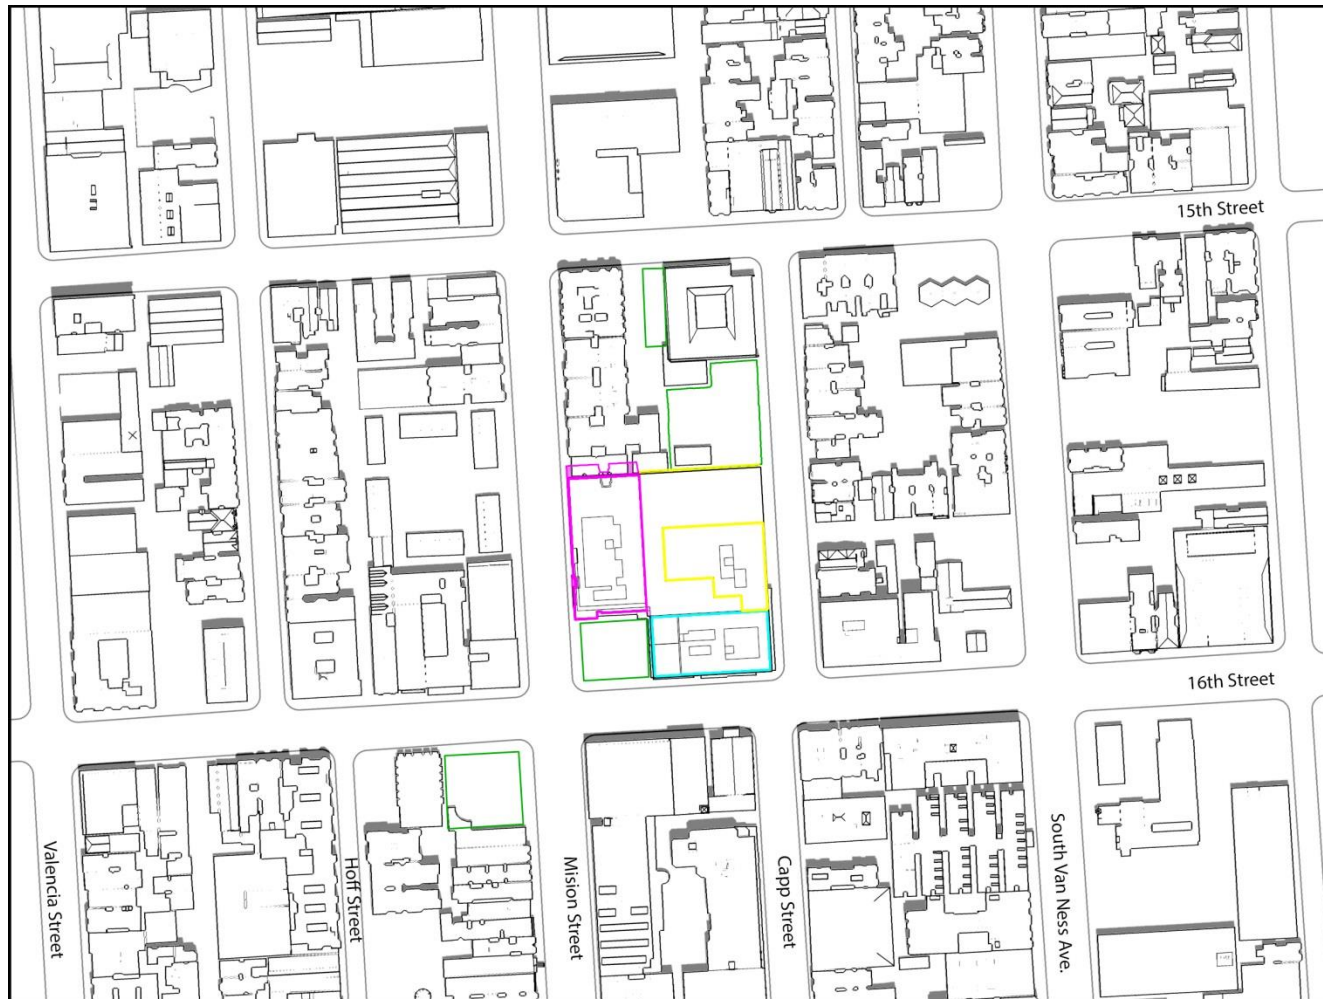 15th Street
16th Street
Valencia Street
Hoff Street
Mision Street
Capp Street
South Van Ness Ave.